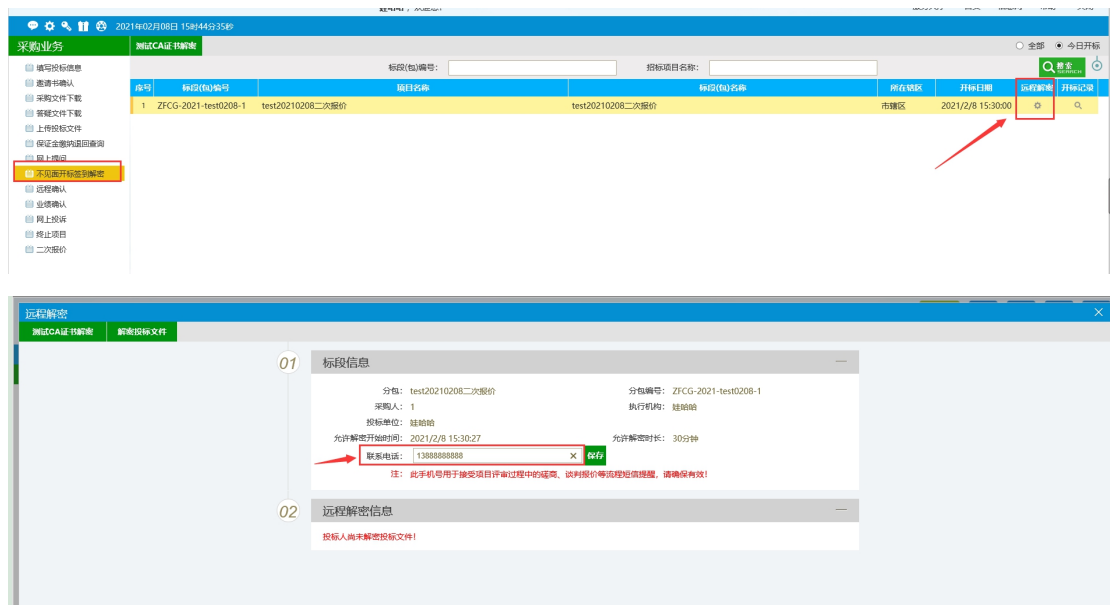 2021年02月08日 15时44分35秒
采购业务
测试CA证书解密
全部 今日开标
填写投标信息
标段(包)编号: 招标项目名称: 搜索 SEARCH
邀请书确认
序号 标段(包)编号 项目名称 标段(包)名称 所在辖区 开标日期 远程解密 开标记录
采购文件下载
1 ZFCG-2021-test0208-1 test20210208二次报价 test20210208二次报价 市辖区 2021/2/8 15:30:00
答疑文件下载
上传投标文件
保证金缴纳退回查询
网上提问
不见面开标签到解密
远程确认
业绩确认
网上投诉
终止项目
二次报价
远程解密
测试CA证书解密 解密投标文件
01 标段信息
分包: test20210208二次报价 分包编号: ZFCG-2021-test0208-1
采购人: 1 执行机构: 娃哈哈
投标单位: 娃哈哈
允许解密开始时间: 2021/2/8 15:30:27 允许解密时长: 30分钟
联系电话: 13888888888 保存
注: 此手机号用于接受项目评审过程中的磋商、谈判报价等流程短信提醒，请确保有效!
02 远程解密信息
投标人尚未解密投标文件!